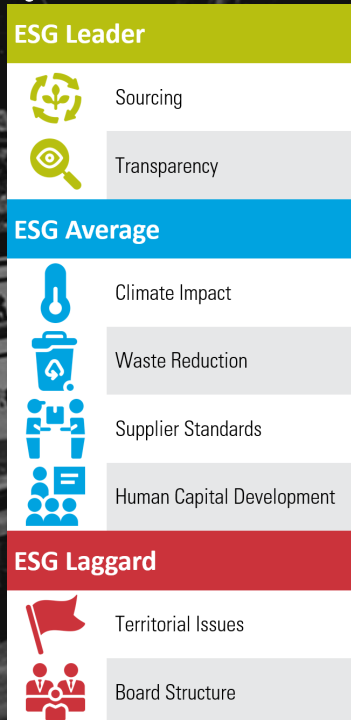 ESG Leader
Sourcing
Transparency
ESG Average
Climate Impact
Waste Reduction
Supplier Standards
Human Capital Development
ESG Laggard
Territorial Issues
Board Structure